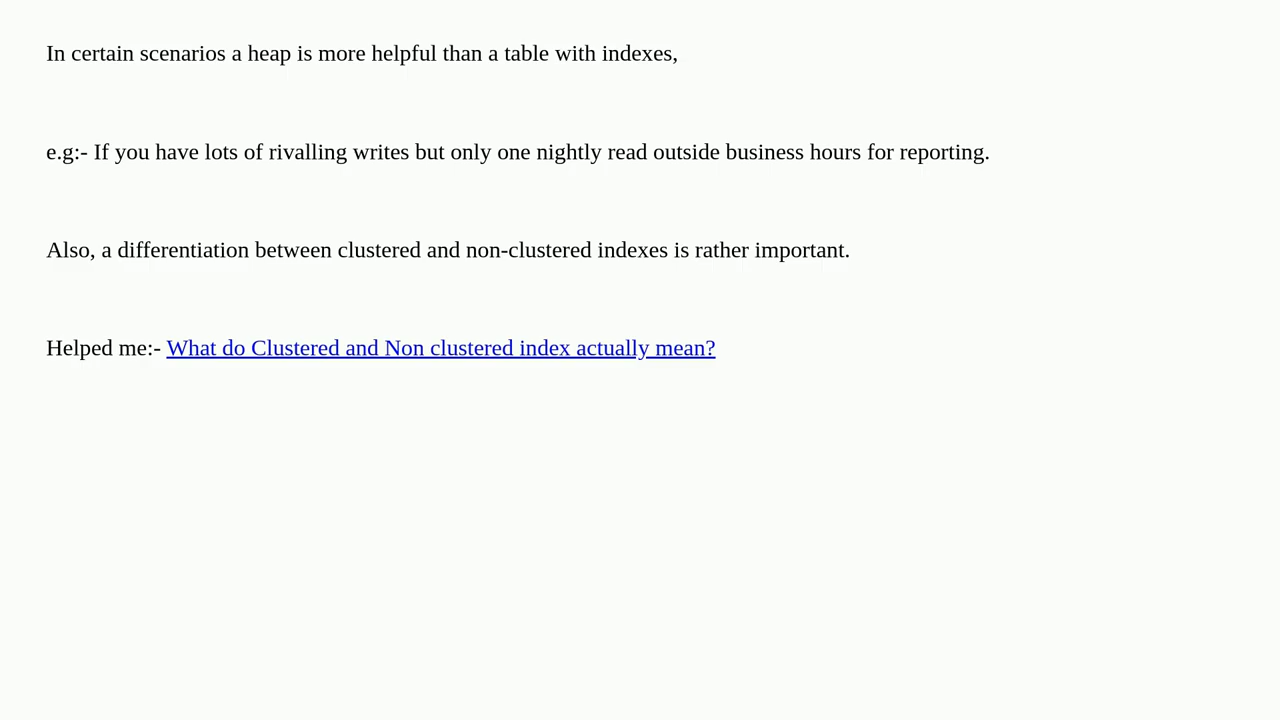 In certain scenarios a heap is more helpful than a table with indexes,
e.g:- If you have lots of rivalling writes but only one nightly read outside business hours for reporting.
Also, a differentiation between clustered and non-clustered indexes is rather important.
Helped me:- What do Clustered and Non clustered index actually mean?